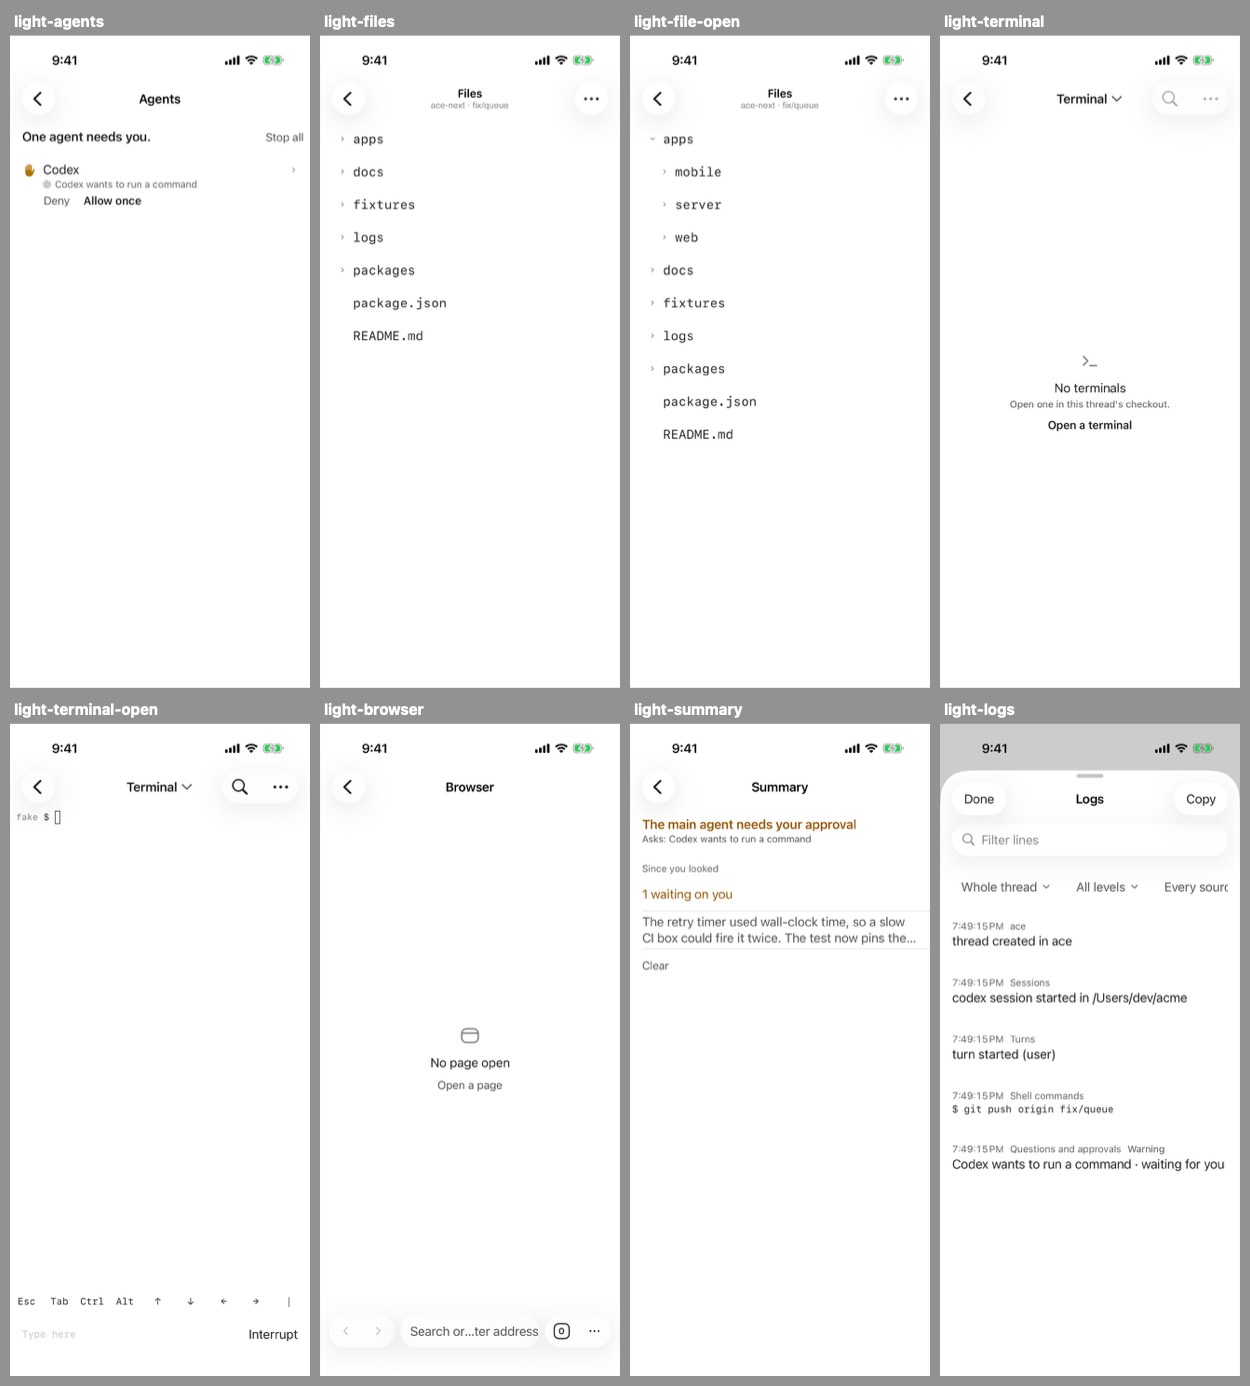 light-agents
9:41
Agents
One agent needs you.
Stop all
Codex
Codex wants to run a command
Deny
Allow once
light-files
9:41
Files
ace-next · fix/queue
apps
docs
fixtures
logs
packages
package.json
README.md
light-file-open
9:41
Files
ace-next · fix/queue
apps
mobile
server
web
docs
fixtures
logs
packages
package.json
README.md
light-terminal
9:41
Terminal
No terminals
Open one in this thread's checkout.
Open a terminal
light-terminal-open
9:41
Terminal
fake $
Esc Tab Ctrl Alt ↑ ↓ ← → |
Type here
Interrupt
light-browser
9:41
Browser
No page open
Open a page
Search or...ter address
0
light-summary
9:41
Summary
The main agent needs your approval
Asks: Codex wants to run a command
Since you looked
1 waiting on you
The retry timer used wall-clock time, so a slow
CI box could fire it twice. The test now pins the...
Clear
light-logs
9:41
Done
Logs
Copy
Filter lines
Whole thread
All levels
Every sourc
7:49:15 PM ace
thread created in ace
7:49:15 PM Sessions
codex session started in /Users/dev/acme
7:49:15 PM Turns
turn started (user)
7:49:15 PM Shell commands
$ git push origin fix/queue
7:49:15 PM Questions and approvals Warning
Codex wants to run a command · waiting for you